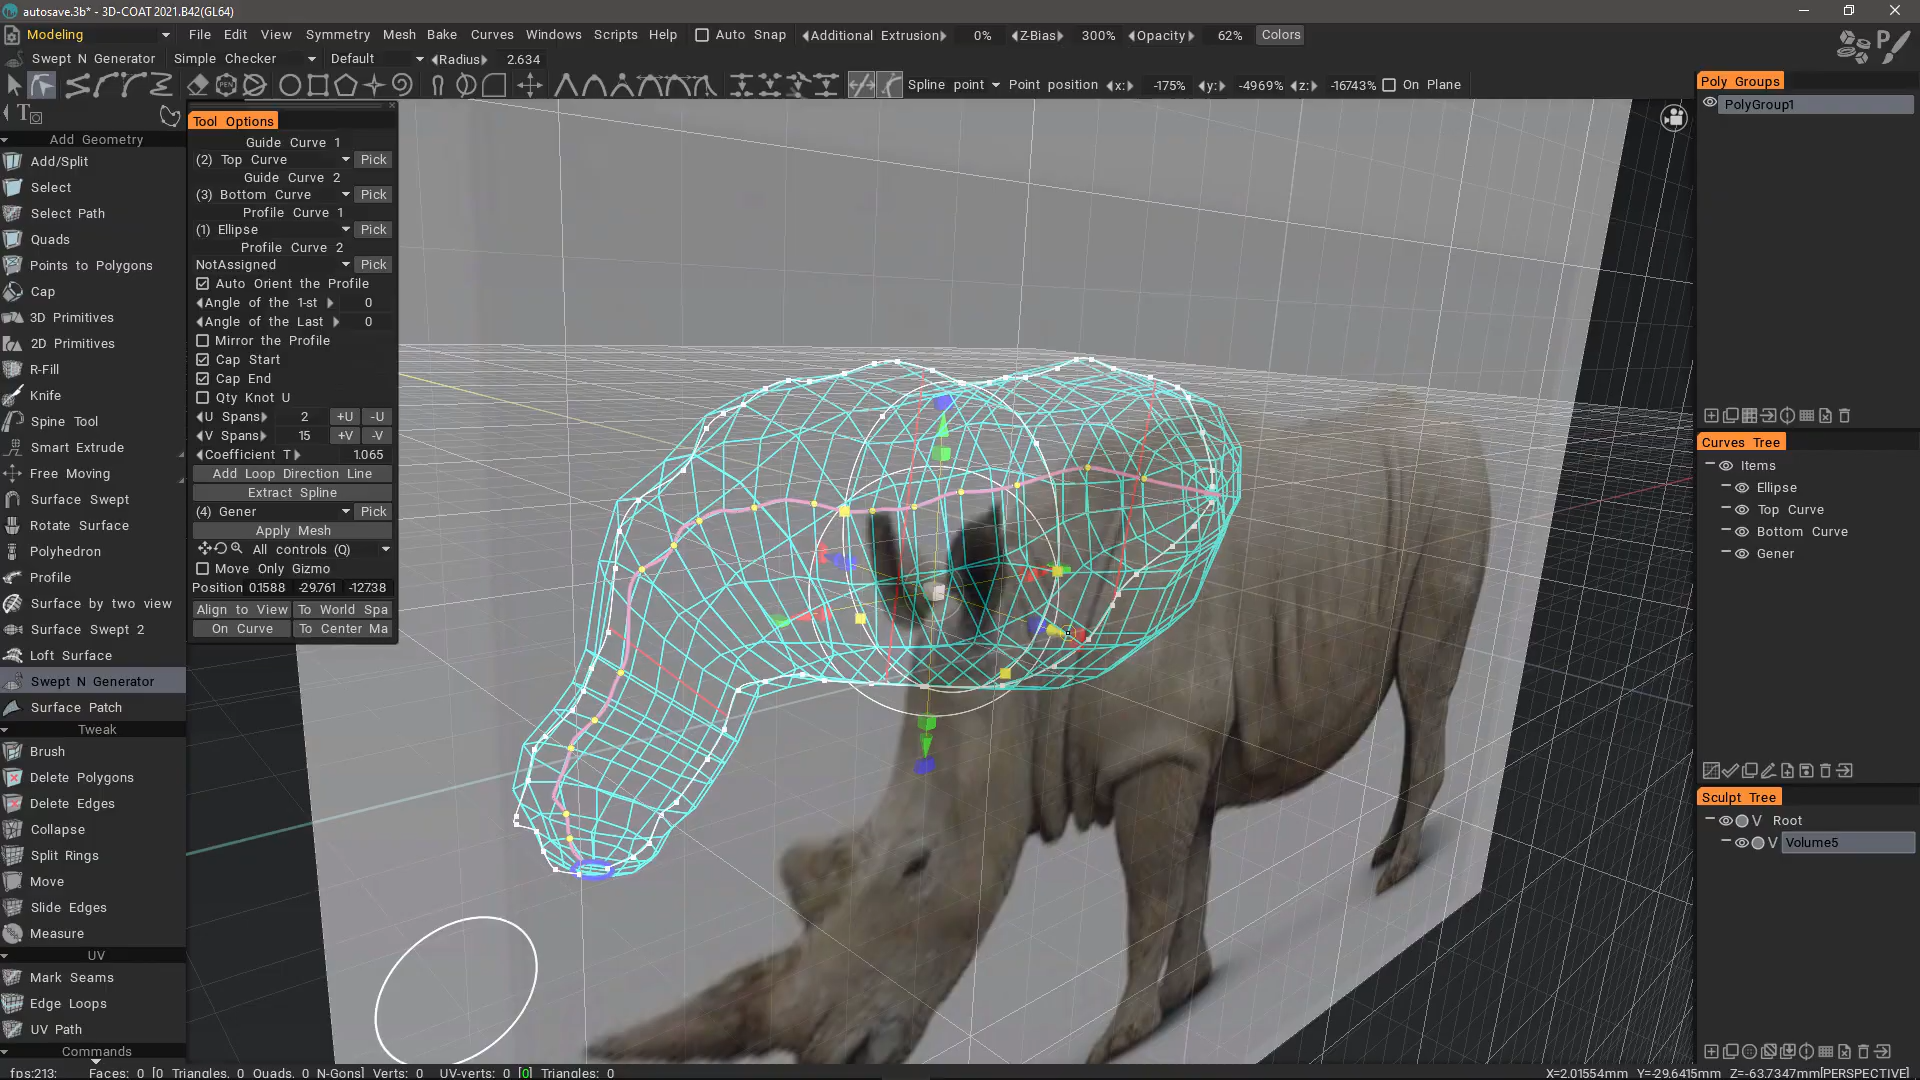 autosave.3b* - 3D-COAT 2021.B42(GL64)
Modeling File Edit View Symmetry Mesh Bake Curves Windows Scripts Help Auto Snap Additional Extrusion 0% Z-Bias 300% Opacity 62% Colors
Swept N Generator Simple Checker Default Radius 2.634
Spline point Point position x: -175% y: -4969% z: -16743% On Plane
Add Geometry
Add/Split
Select
Select Path
Quads
Points to Polygons
Cap
3D Primitives
2D Primitives
R-Fill
Knife
Spine Tool
Smart Extrude
Free Moving
Surface Swept
Rotate Surface
Polyhedron
Profile
Surface by two view
Surface Swept 2
Loft Surface
Swept N Generator
Surface Patch
Tweak
Brush
Delete Polygons
Delete Edges
Collapse
Split Rings
Move
Slide Edges
Measure
UV
Mark Seams
Edge Loops
UV Path
Commands
Tool Options
Guide Curve 1
(2) Top Curve Pick
Guide Curve 2
(3) Bottom Curve Pick
Profile Curve 1
(1) Ellipse Pick
Profile Curve 2
NotAssigned Pick
Auto Orient the Profile
Angle of the 1-st 0
Angle of the Last 0
Mirror the Profile
Cap Start
Cap End
Qty Knot U
U Spans 2 +U -U
V Spans 15 +V -V
Coefficient T 1.065
Add Loop Direction Line
Extract Spline
(4) Gener Pick
Apply Mesh
All controls (Q)
Move Only Gizmo
Position 0.1588 -29.761 -127.38
Align to View To World Spa
On Curve To Center Ma
Poly Groups
PolyGroup1
Curves Tree
Items
Ellipse
Top Curve
Bottom Curve
Gener
Sculpt Tree
V Root
V Volume5
fps:213; Faces: 0 [0 Triangles, 0 Quads, 0 N-Gons] Verts: 0 UV-verts: 0 [0] Triangles: 0
X=2.01554mm Y=-29.6415mm Z=-63.7347mm[PERSPECTIVE]